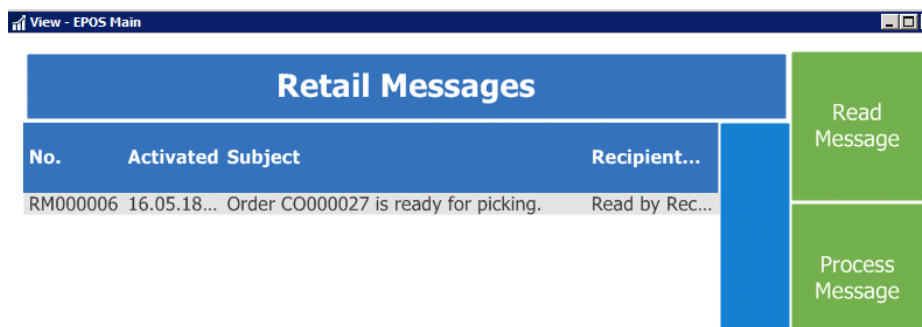 View - EPOS Main
Retail Messages
Read
Message
No. Activated Subject Recipient...
RM000006 16.05.18... Order CO000027 is ready for picking. Read by Rec...
Process
Message